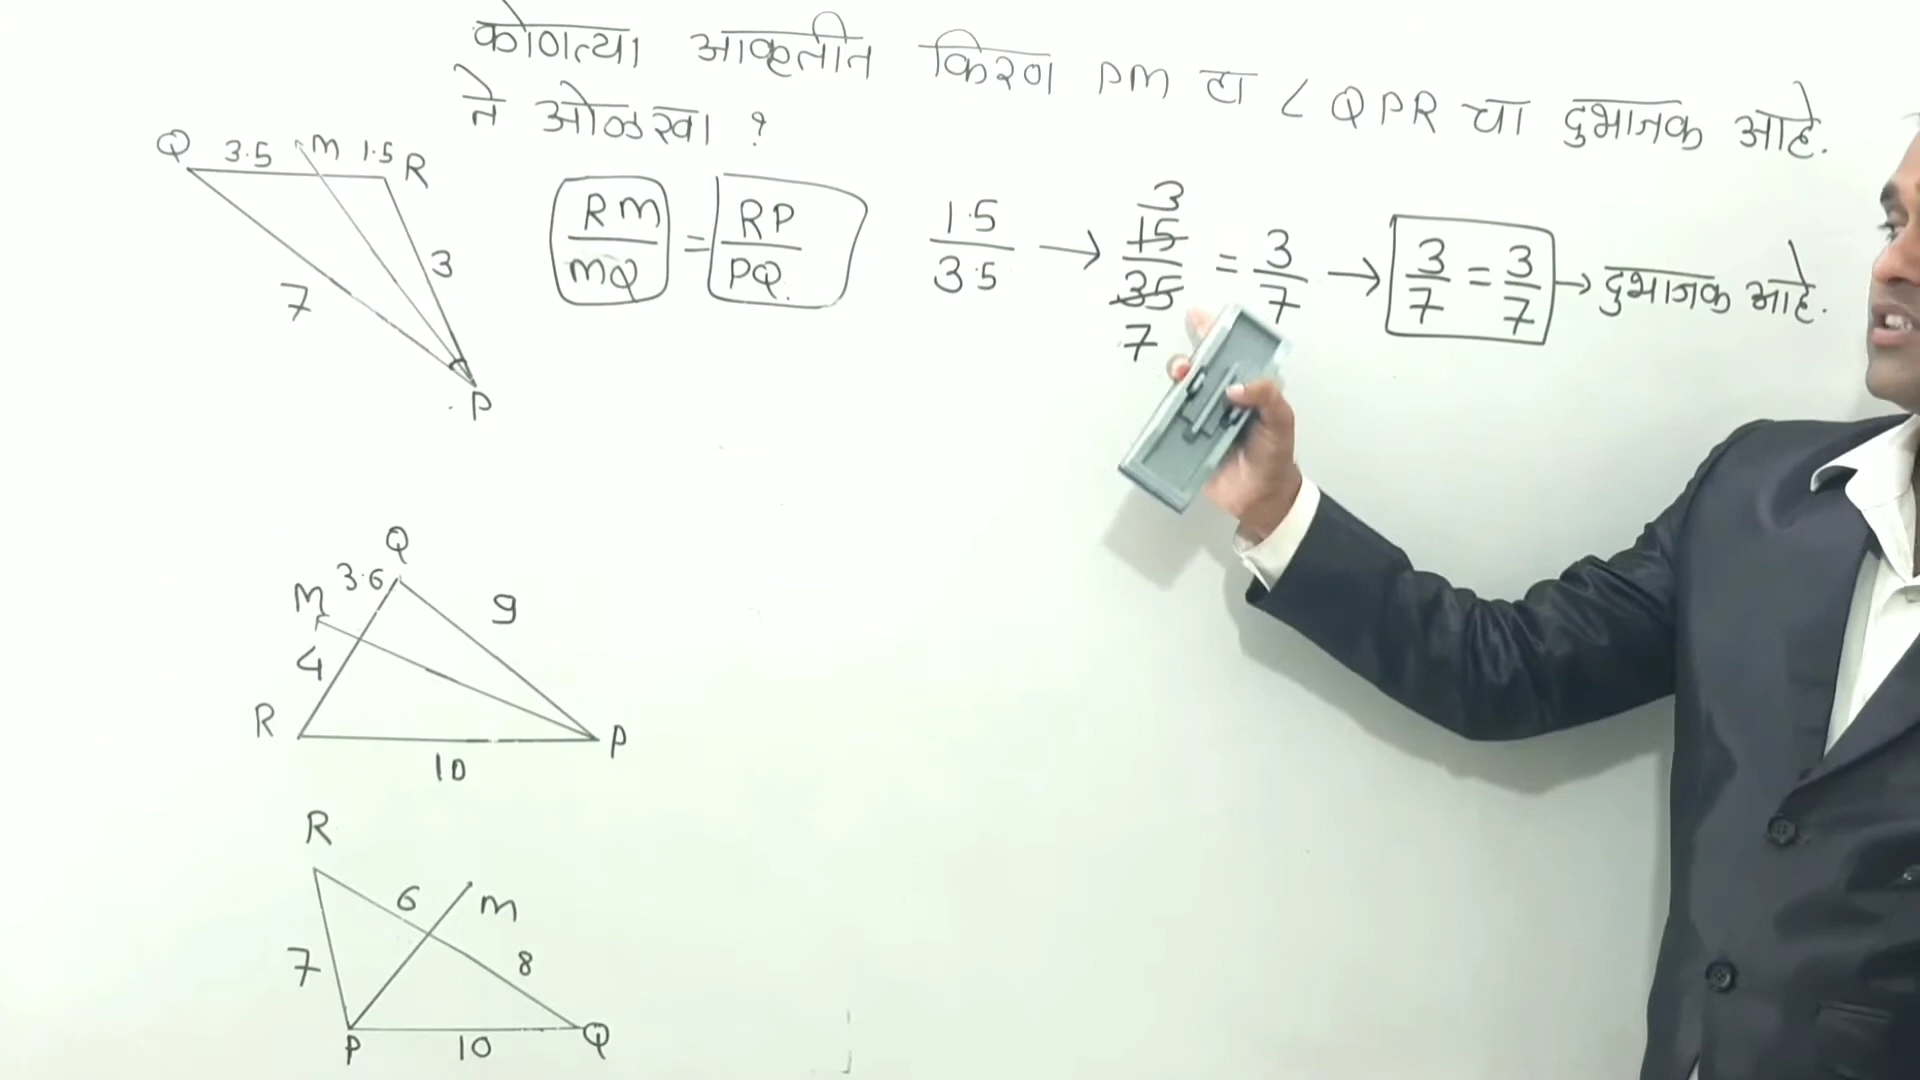 कोणत्या आकृतीत किरण PM हा ∠QPR चा दुभाजक आहे.
ते ओळखा ?
Q 3.5 M 1.5 R
7
3
P
RM/MQ = RP/PQ.
1.5/3.5 → 15/35 3/7 = 3/7 → 3/7 = 3/7 → दुभाजक आहे.
Q
M 3.6
9
4
R
P
10
R
6
M
7
8
P 10 Q